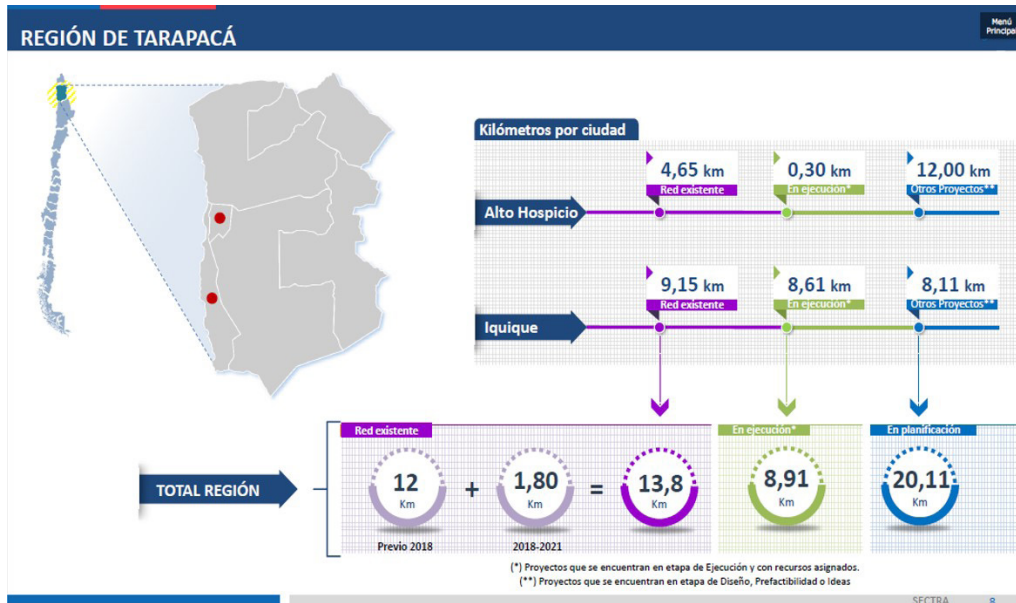 Menú
Principal
REGIÓN DE TARAPACÁ
Kilómetros por ciudad
4,65 km
Red existente
0,30 km
En ejecución*
12,00 km
Otros Proyectos**
Alto Hospicio
9,15 km
Red existente
8,61 km
En ejecución*
8,11 km
Otros Proyectos**
Iquique
TOTAL REGIÓN
Red existente
En ejecución*
En planificación
12
Km
+
1,80
Km
=
13,8
Km
8,91
Km
20,11
Km
Previo 2018
2018-2021
(*) Proyectos que se encuentran en etapa de Ejecución y con recursos asignados.
(**) Proyectos que se encuentran en etapa de Diseño, Prefactibilidad o Ideas
SECTRA 8